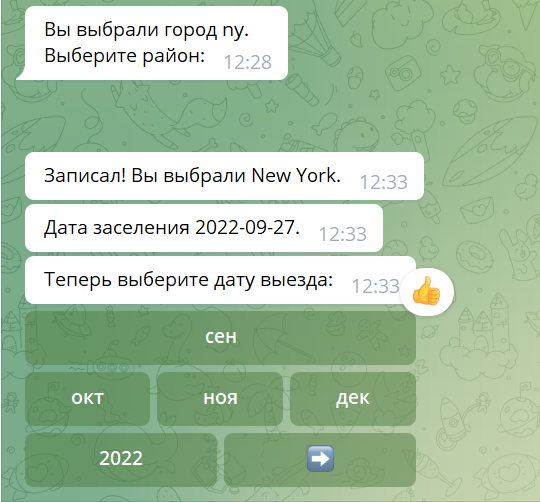 Вы выбрали город ny.
Выберите район:
12:28
Записал! Вы выбрали New York.
12:33
Дата заселения 2022-09-27.
12:33
Теперь выберите дату выезда:
12:33
сен
окт ноя дек
2022